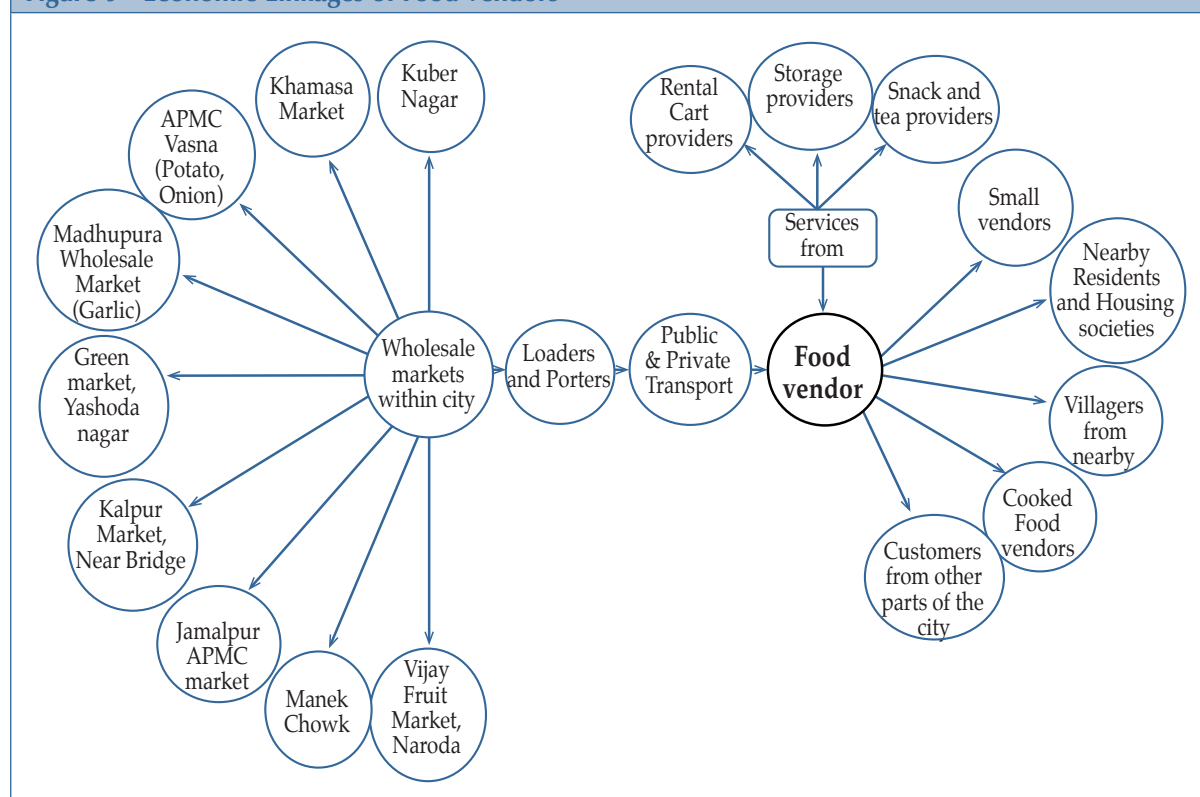 Kuber
Nagar
Khamasa
Market
APMC
Vasna
(Potato,
Onion)
Madhupura
Wholesale
Market
(Garlic)
Green
market,
Yashoda
nagar
Kalpur
Market,
Near Bridge
Jamalpur
APMC
market
Manek
Chowk
Vijay
Fruit
Market,
Naroda
Wholesale
markets
within city
Loaders
and Porters
Public
& Private
Transport
Food
vendor
Services
from
Rental
Cart
providers
Storage
providers
Snack and
tea providers
Small
vendors
Nearby
Residents
and Housing
societies
Villagers
from
nearby
Cooked
Food
vendors
Customers
from other
parts of the
city